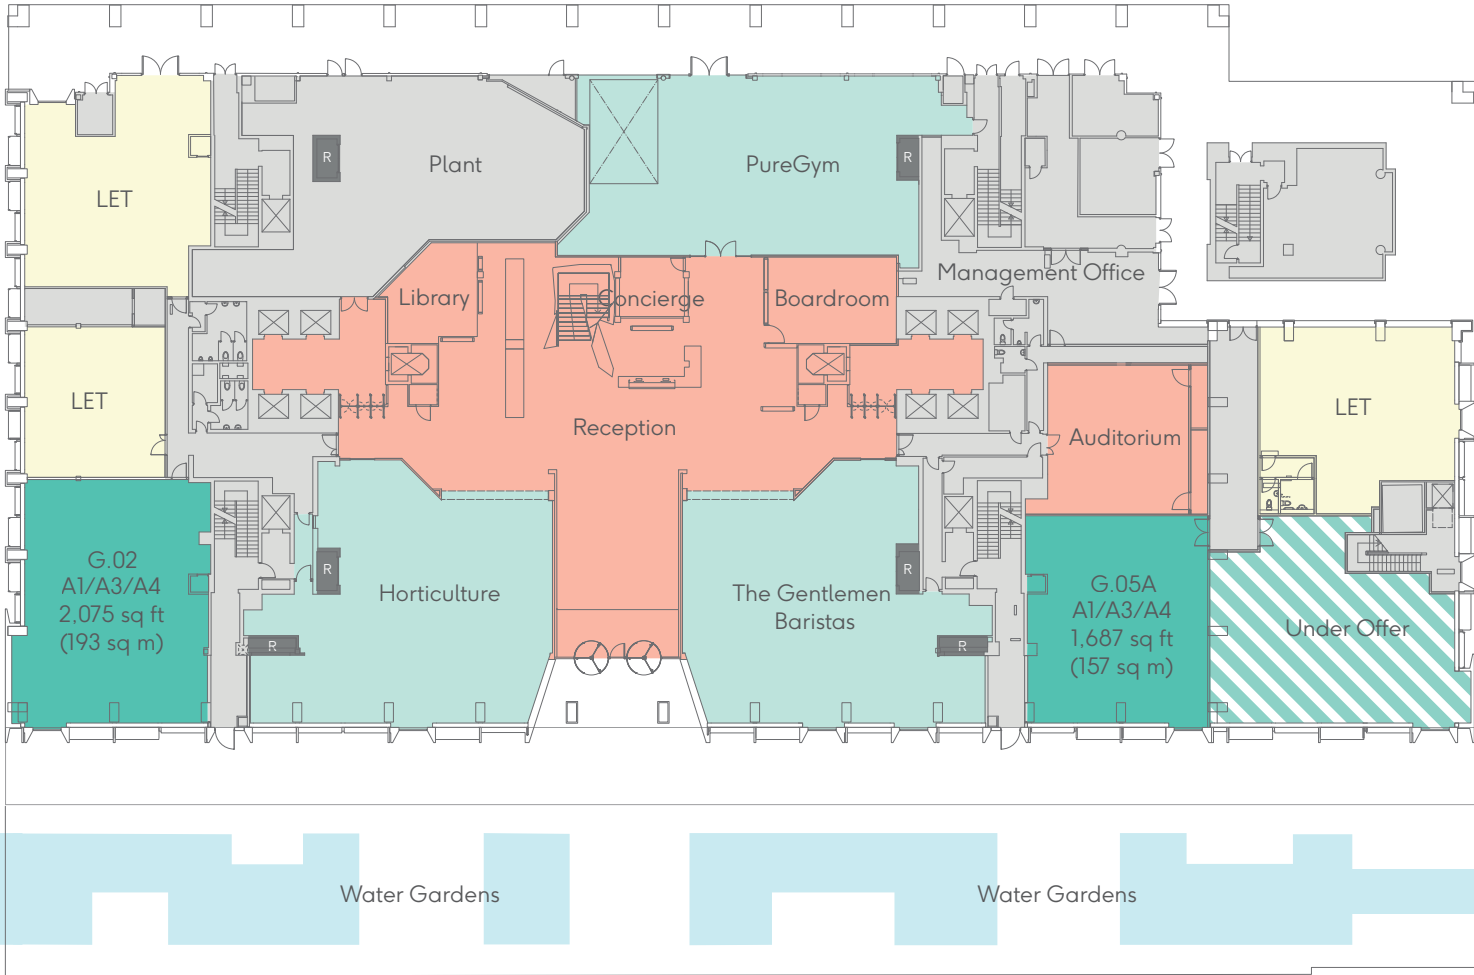 R
Plant
PureGym
R
LET
Management Office
Library
Concierge
Boardroom
LET
LET
Reception
Auditorium
G.02
A1/A3/A4
2,075 sq ft
(193 sq m)
R
Horticulture
The Gentlemen
Baristas
R
G.05A
A1/A3/A4
1,687 sq ft
(157 sq m)
Under Offer
R
R
Water Gardens
Water Gardens